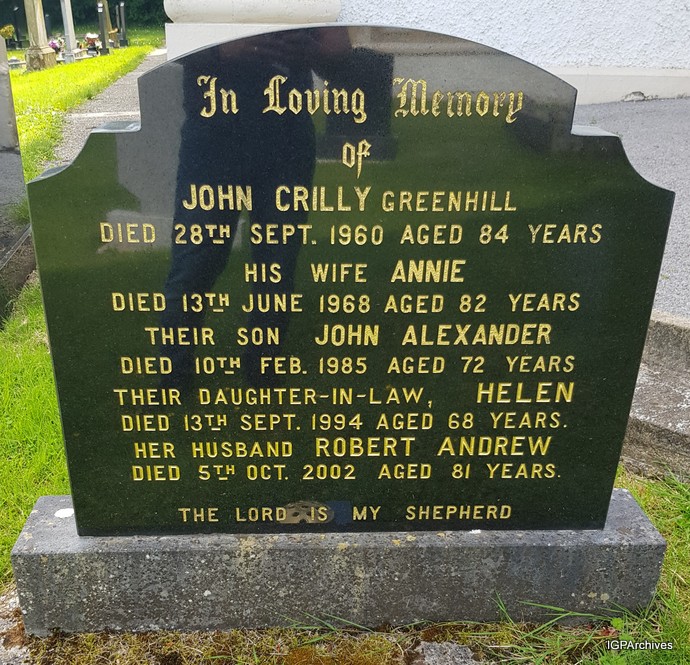 In Loving Memory
of
JOHN CRILLY GREENHILL
DIED 28TH SEPT. 1960 AGED 84 YEARS
HIS WIFE ANNIE
DIED 13TH JUNE 1968 AGED 82 YEARS
THEIR SON JOHN ALEXANDER
DIED 10TH FEB. 1985 AGED 72 YEARS
THEIR DAUGHTER-IN-LAW, HELEN
DIED 13TH SEPT. 1994 AGED 68 YEARS.
HER HUSBAND ROBERT ANDREW
DIED 5TH OCT. 2002 AGED 81 YEARS.
THE LORD IS MY SHEPHERD
IGPArchives